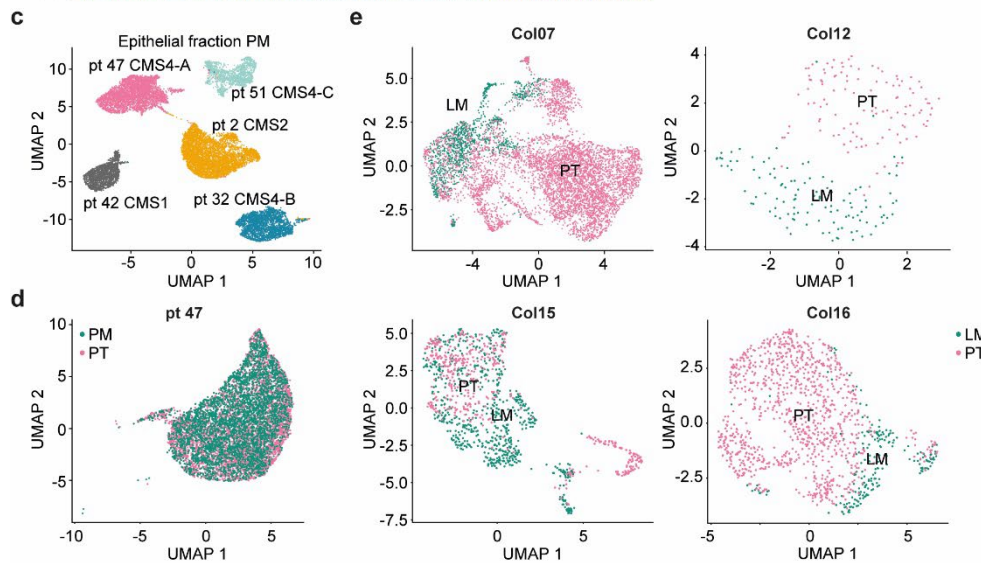 c
Epithelial fraction PM
pt 47 CMS4-A
pt 51 CMS4-C
pt 2 CMS2
pt 42 CMS1
pt 32 CMS4-B
UMAP 2
10
5
0
-5
-10
-5
0
5
10
UMAP 1
e
Col07
LM
PT
UMAP 2
5.0
2.5
0.0
-2.5
-4
0
4
UMAP 1
Col12
PT
LM
UMAP 2
4
2
0
-2
-4
-2
0
2
UMAP 1
d
pt 47
PM
PT
UMAP 2
10
5
0
-5
-10
-5
0
5
UMAP 1
Col15
PT
LM
UMAP 2
5.0
2.5
0.0
-2.5
-5.0
-7.5
-4
0
4
8
UMAP 1
Col16
PT
LM
UMAP 2
2.5
0.0
-2.5
-5
0
5
UMAP 1
LM
PT